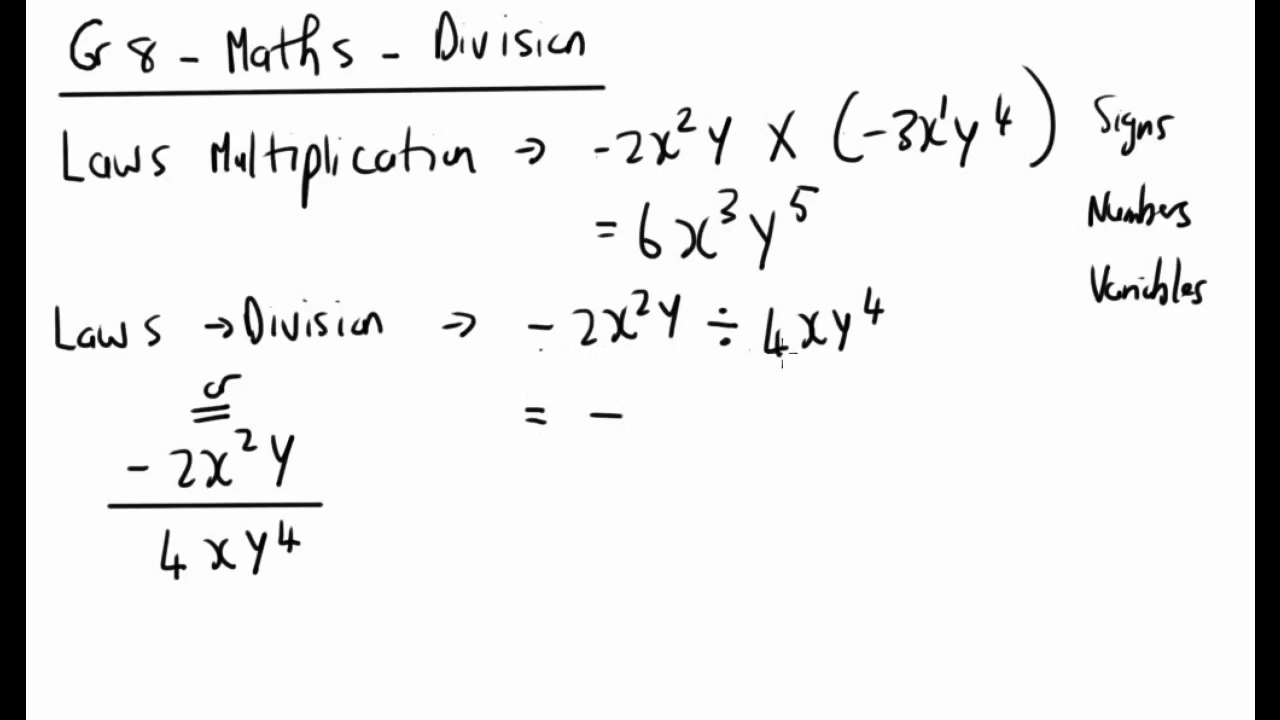 Gr 8 - Maths - Division
Laws Multiplication → -2x²y × (-3x¹y⁴)
= 6x³y⁵
Signs
Numbers
Variables
Laws → Division → -2x²y ÷ 4xy⁴
= -
or
-2x²y
4xy⁴